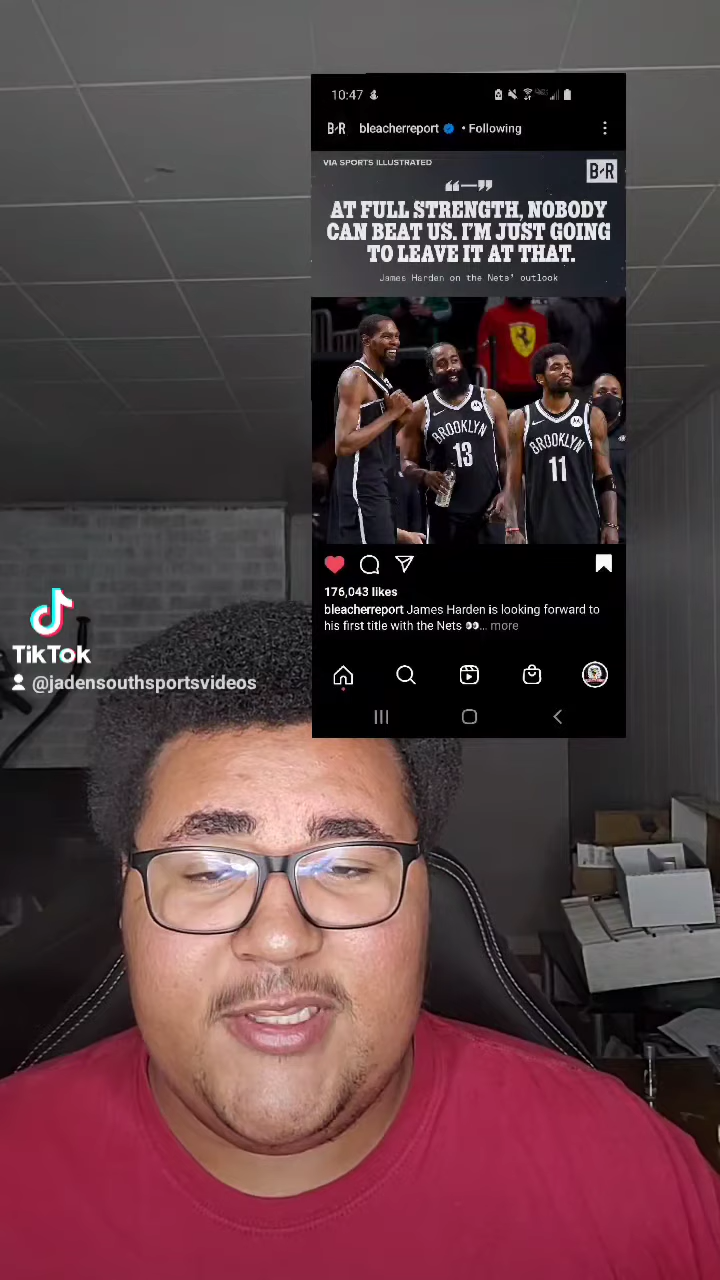 10:47
B-R bleacherreport • Following
VIA SPORTS ILLUSTRATED
B-R
“—”
AT FULL STRENGTH, NOBODY
CAN BEAT US. I'M JUST GOING
TO LEAVE IT AT THAT.
James Harden on the Nets' outlook
BROOKLYN
13
BROOKLYN
11
176,043 likes
bleacherreport James Harden is looking forward to
his first title with the Nets 👀... more
TikTok
@jadensouthsportsvideos